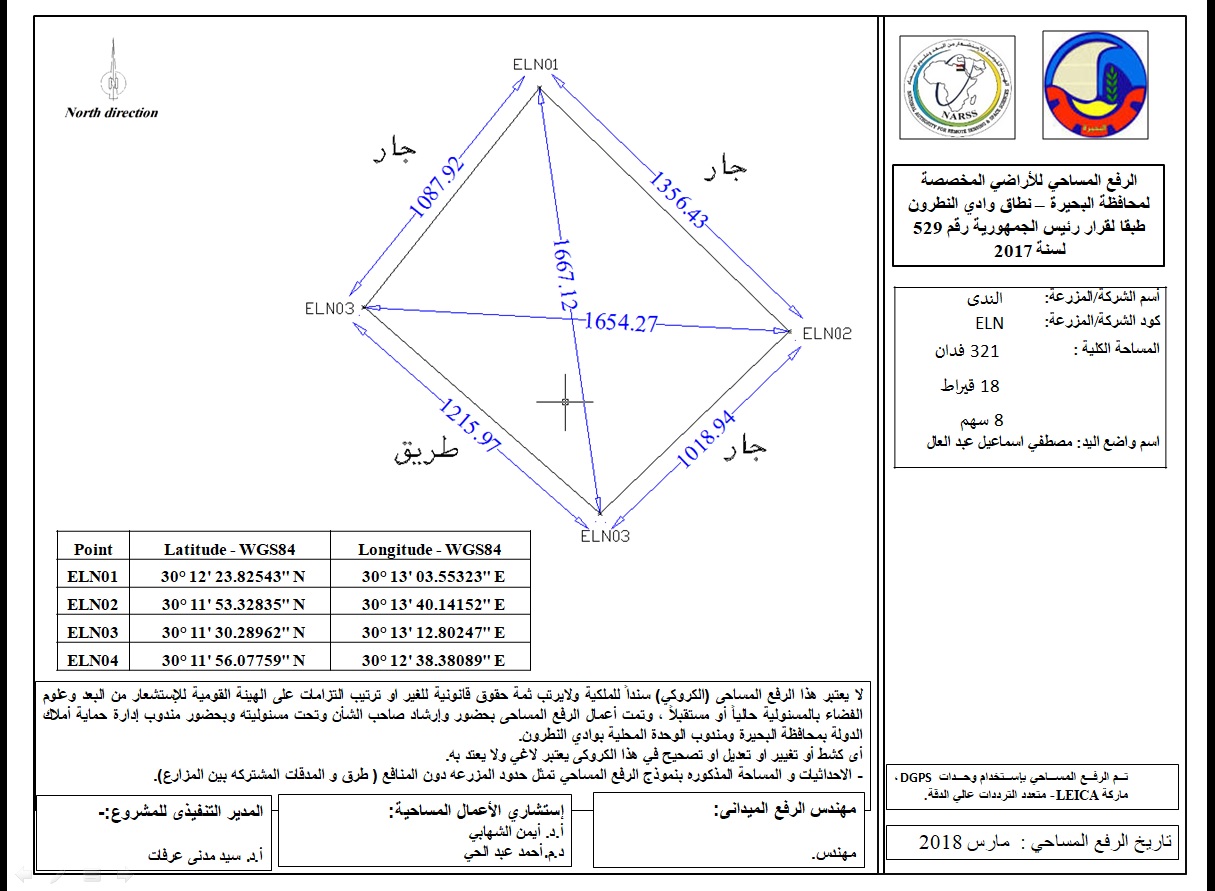 North direction
ELN01
جار
جار
1087.92
1356.43
1667.12
1654.27
ELN03
ELN02
1215.97
1018.94
طريق
جار
ELN03
Point Latitude - WGS84 Longitude - WGS84
ELN01 30° 12' 23.82543" N 30° 13' 03.55323" E
ELN02 30° 11' 53.32835" N 30° 13' 40.14152" E
ELN03 30° 11' 30.28962" N 30° 13' 12.80247" E
ELN04 30° 11' 56.07759" N 30° 12' 38.38089" E
لا يعتبر هذا الرفع المساحى (الكروكي) سنداً للملكية ولايرتب ثمة حقوق قانونية للغير او ترتيب التزامات على الهيئة القومية للإستشعار من البعد وعلوم
الفضاء بالمسئولية حالياً أو مستقبلاً ، وتمت أعمال الرفع المساحى بحضور وإرشاد صاحب الشأن وتحت مسئوليته وبحضور مندوب إدارة حماية أملاك
الدولة بمحافظة البحيرة ومندوب الوحدة المحلية بوادي النطرون.
أى كشط أو تغيير او تعديل او تصحيح في هذا الكروكى يعتبر لاغي ولا يعتد به.
- الاحداثيات و المساحة المذكوره بنموذج الرفع المساحي تمثل حدود المزرعه دون المنافع ( طرق و المدقات المشتركه بين المزارع).
مهندس الرفع الميدانى:
مهندس.
إستشاري الأعمال المساحية:
أ.د. أيمن الشهابي
د.م.أحمد عبد الحي
المدير التنفيذى للمشروع:-
أ.د. سيد مدنى عرفات
NARSS
NATIONAL AUTHORITY FOR REMOTE SENSING & SPACE SCIENCES
البحيرة
الرفع المساحي للأراضي المخصصة
لمحافظة البحيرة – نطاق وادي النطرون
طبقا لقرار رئيس الجمهورية رقم 529
لسنة 2017
أسم الشركة/المزرعة: الندى
كود الشركة/المزرعة: ELN
المساحة الكلية : 321 فدان
18 قيراط
8 سهم
اسم واضع اليد: مصطفي اسماعيل عبد العال
تـم الرفـع المسـاحي بإسـتخدام وحـدات DGPS ،
ماركة LEICA- متعدد الترددات عالي الدقة.
تاريخ الرفع المساحي : مارس 2018